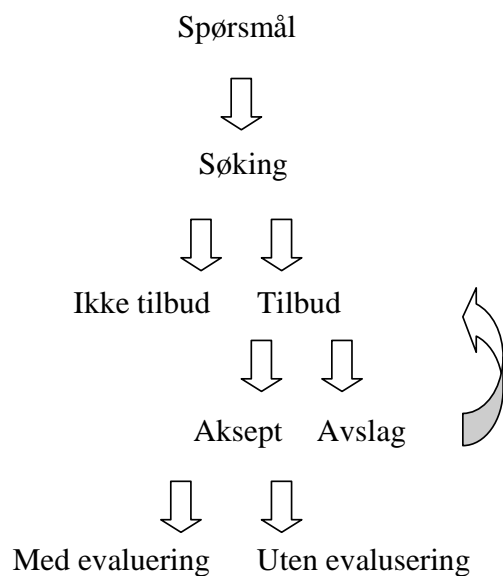 Spørsmål
Søking
Ikke tilbud Tilbud
Aksept Avslag
Med evaluering Uten evalusering